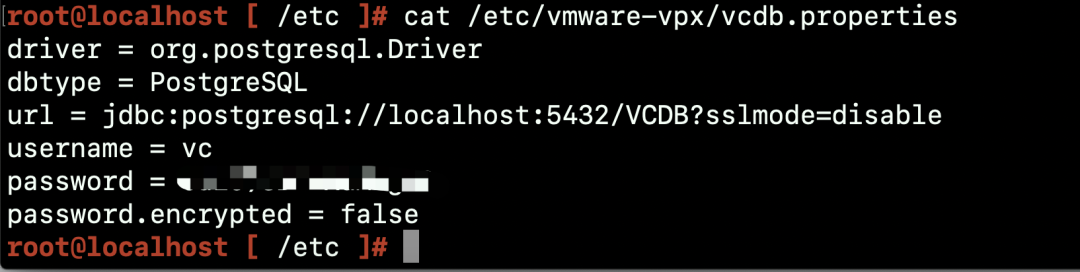 root@localhost [ /etc ]# cat /etc/vmware-vpx/vcdb.properties
driver = org.postgresql.Driver
dbtype = PostgreSQL
url = jdbc:postgresql://localhost:5432/VCDB?sslmode=disable
username = vc
password =
password.encrypted = false
root@localhost [ /etc ]#